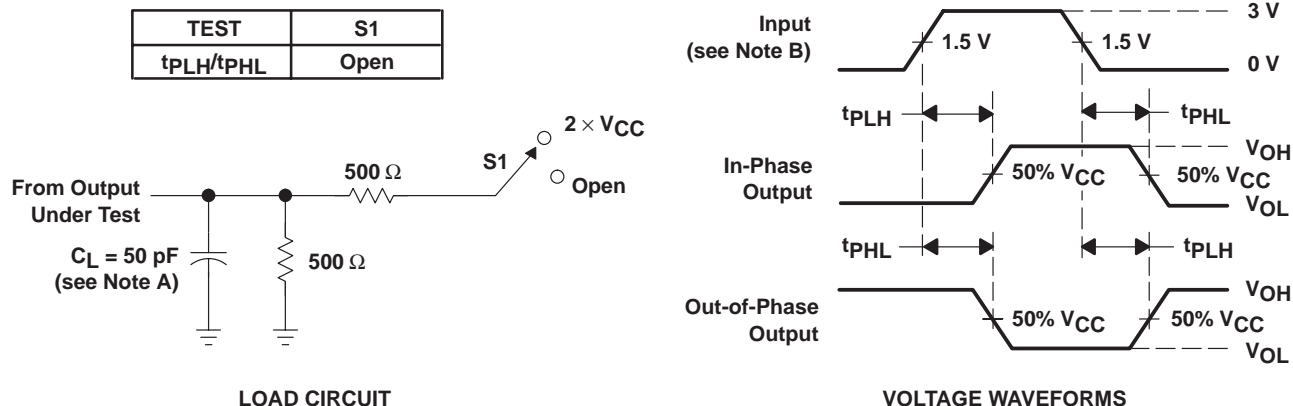 TEST S1
tPLH/tPHL Open
2 × VCC
S1
500 Ω
Open
From Output
Under Test
CL = 50 pF
(see Note A)
500 Ω
LOAD CIRCUIT
Input
(see Note B)
3 V
1.5 V 1.5 V
0 V
tPLH tPHL
In-Phase
Output
VOH
50% VCC 50% VCC
VOL
tPHL tPLH
Out-of-Phase
Output
VOH
50% VCC 50% VCC
VOL
VOLTAGE WAVEFORMS